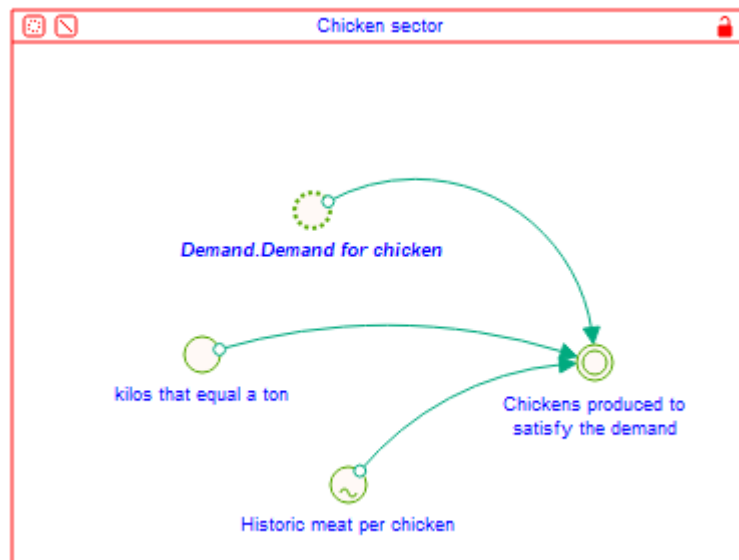 Chicken sector
Demand.Demand for chicken
kilos that equal a ton
Chickens produced to
satisfy the demand
Historic meat per chicken